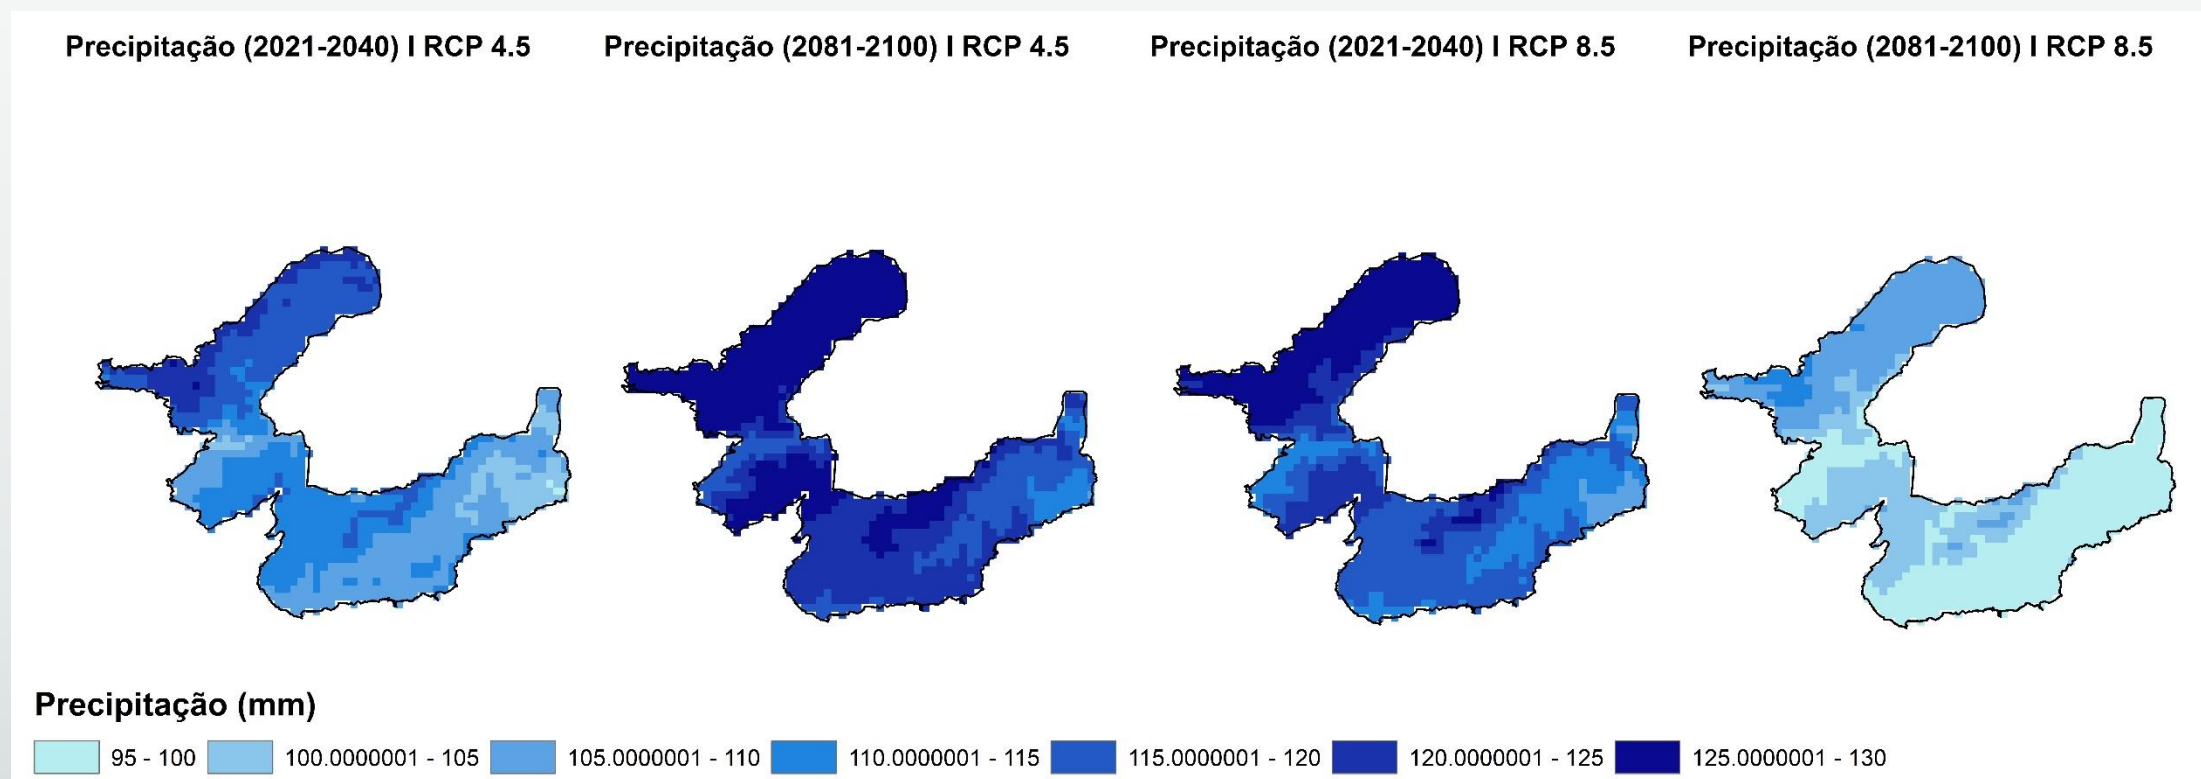 Precipitação (2021-2040) I RCP 4.5
Precipitação (2081-2100) I RCP 4.5
Precipitação (2021-2040) I RCP 8.5
Precipitação (2081-2100) I RCP 8.5
Precipitação (mm)
95 - 100
100.0000001 - 105
105.0000001 - 110
110.0000001 - 115
115.0000001 - 120
120.0000001 - 125
125.0000001 - 130